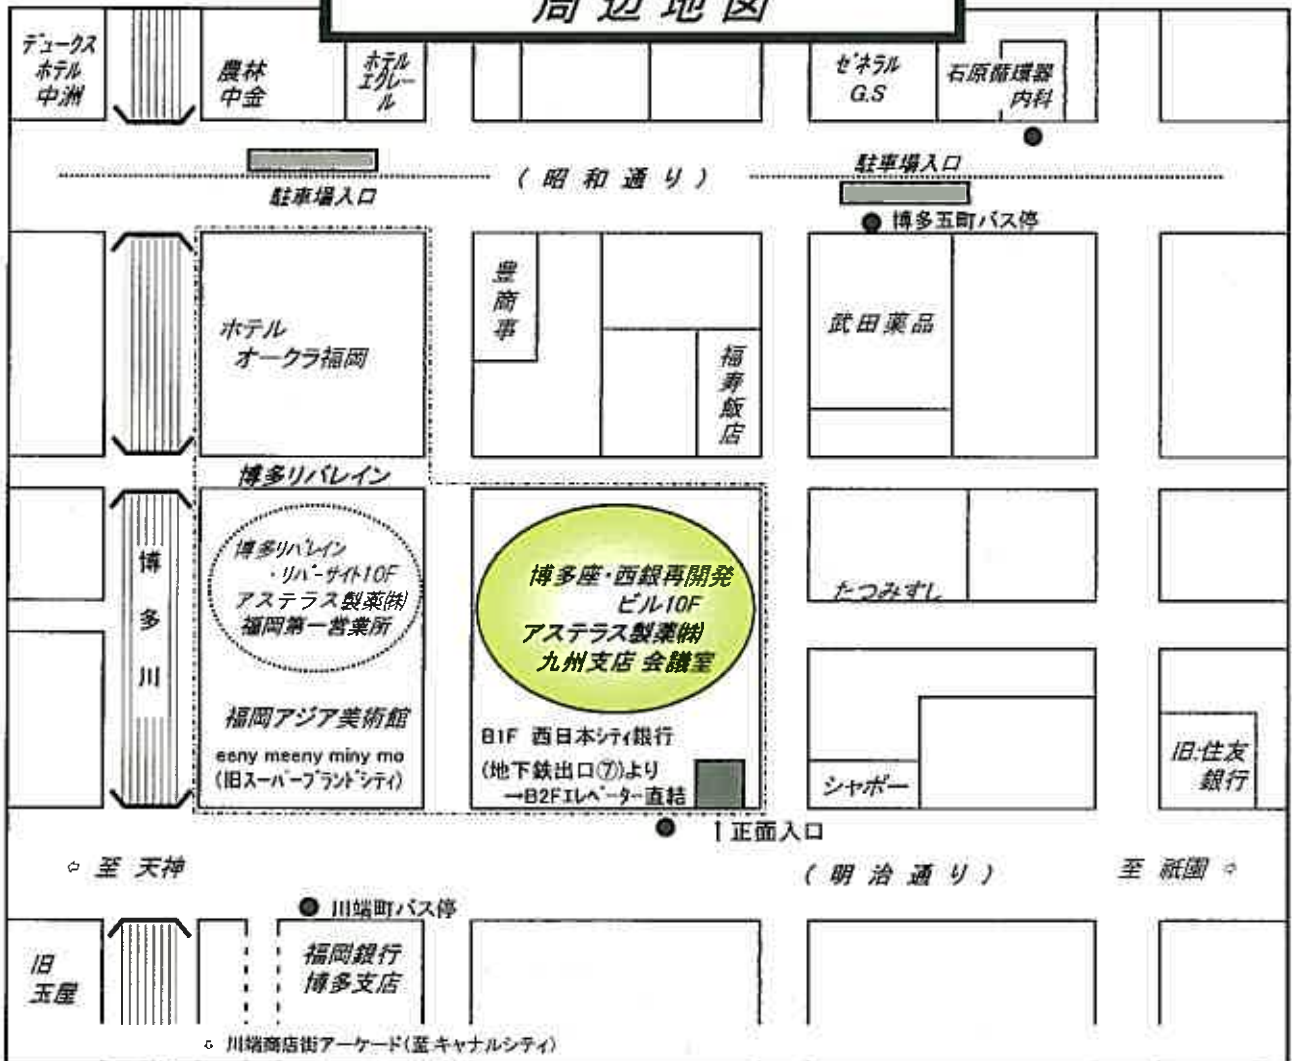 周辺地図
デュークス
ホテル
中洲
農林
中金
ホテル
エクレー
ル
ゼネラル
G.S
石原循環器
内科
駐車場入口
(昭和通り)
駐車場入口
博多五町バス停
ホテル
オークラ福岡
豊商事
福寿飯店
武田薬品
博多リバレイン
博多川
博多リバレイン
・リバーサイト10F
アステラス製薬㈱
福岡第一営業所
博多座・西銀再開発
ビル10F
アステラス製薬㈱
九州支店 会議室
たつみずし
福岡アジア美術館
eeny meeny miny mo
(旧スーパーブランドシティ)
B1F 西日本シティ銀行
(地下鉄出口⑦)より
→B2Fエレベーター直結
シャポー
旧:住友
銀行
↑正面入口
⇦ 至 天神
(明治通り)
至 祇園 ⇨
川端町バス停
旧
玉屋
福岡銀行
博多支店
⇩ 川端商店街アーケード(至キャナルシティ)